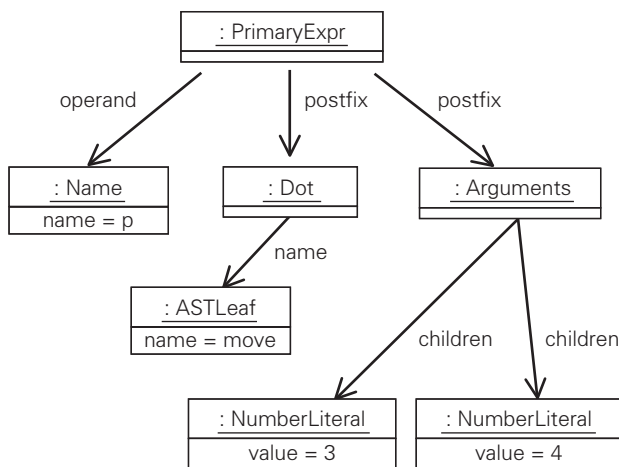 : PrimaryExpr
operand
postfix
postfix
: Name
name = p
: Dot
: Arguments
name
: ASTLeaf
name = move
children
children
: NumberLiteral
value = 3
: NumberLiteral
value = 4